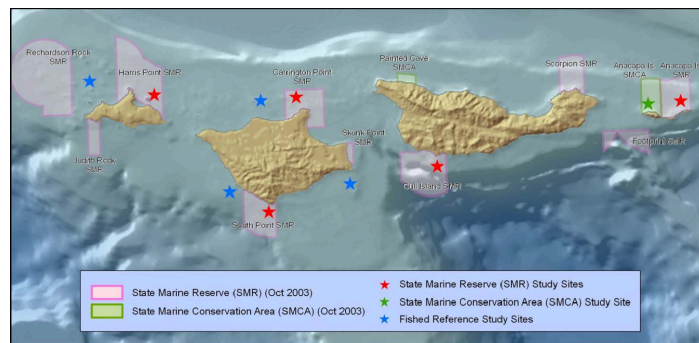 Richardson Rock
SMR
Harris Point
SMR
Judith Rock
SMR
Carrington Point
SMR
Skunk Point
SMR
South Point SMR
Painted Cave
SMCA
Gull Island SMR
Scorpion SMR
Anacapa Is.
SMCA
Anacapa Is.
SMR
Footprint SMR
State Marine Reserve (SMR) (Oct 2003)
State Marine Conservation Area (SMCA) (Oct 2003)
State Marine Reserve (SMR) Study Sites
State Marine Conservation Area (SMCA) Study Site
Fished Reference Study Sites